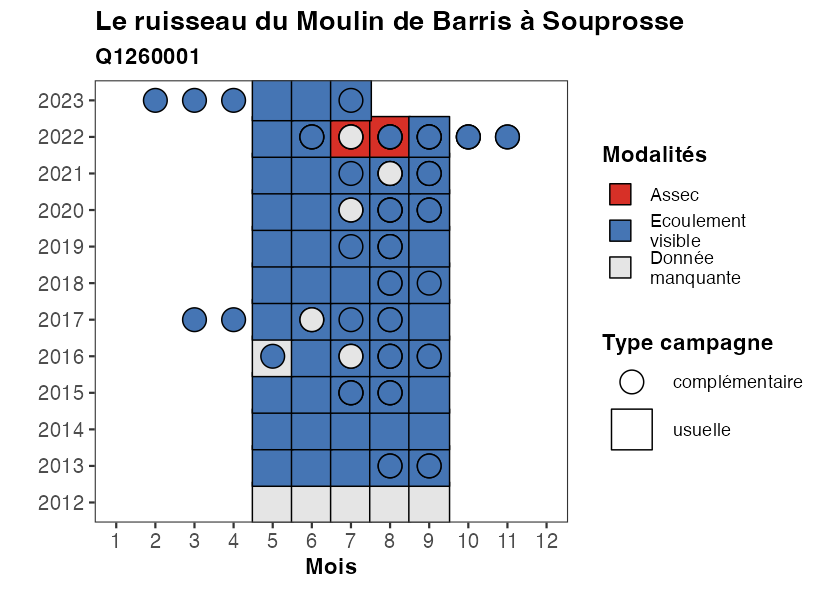 Le ruisseau du Moulin de Barris à Souprosse
Q1260001
2023
2022
2021
2020
2019
2018
2017
2016
2015
2014
2013
2012
1 2 3 4 5 6 7 8 9 10 11 12
Mois
Modalités
Assec
Ecoulement
visible
Donnée
manquante
Type campagne
complémentaire
usuelle